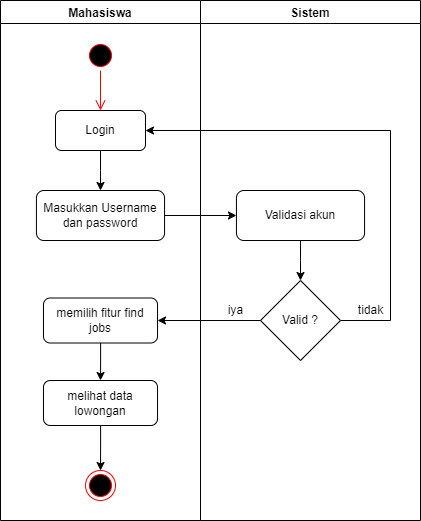 Mahasiswa
Sistem
Login
Masukkan Username
dan password
Validasi akun
Valid ?
iya
tidak
memilih fitur find
jobs
melihat data
lowongan